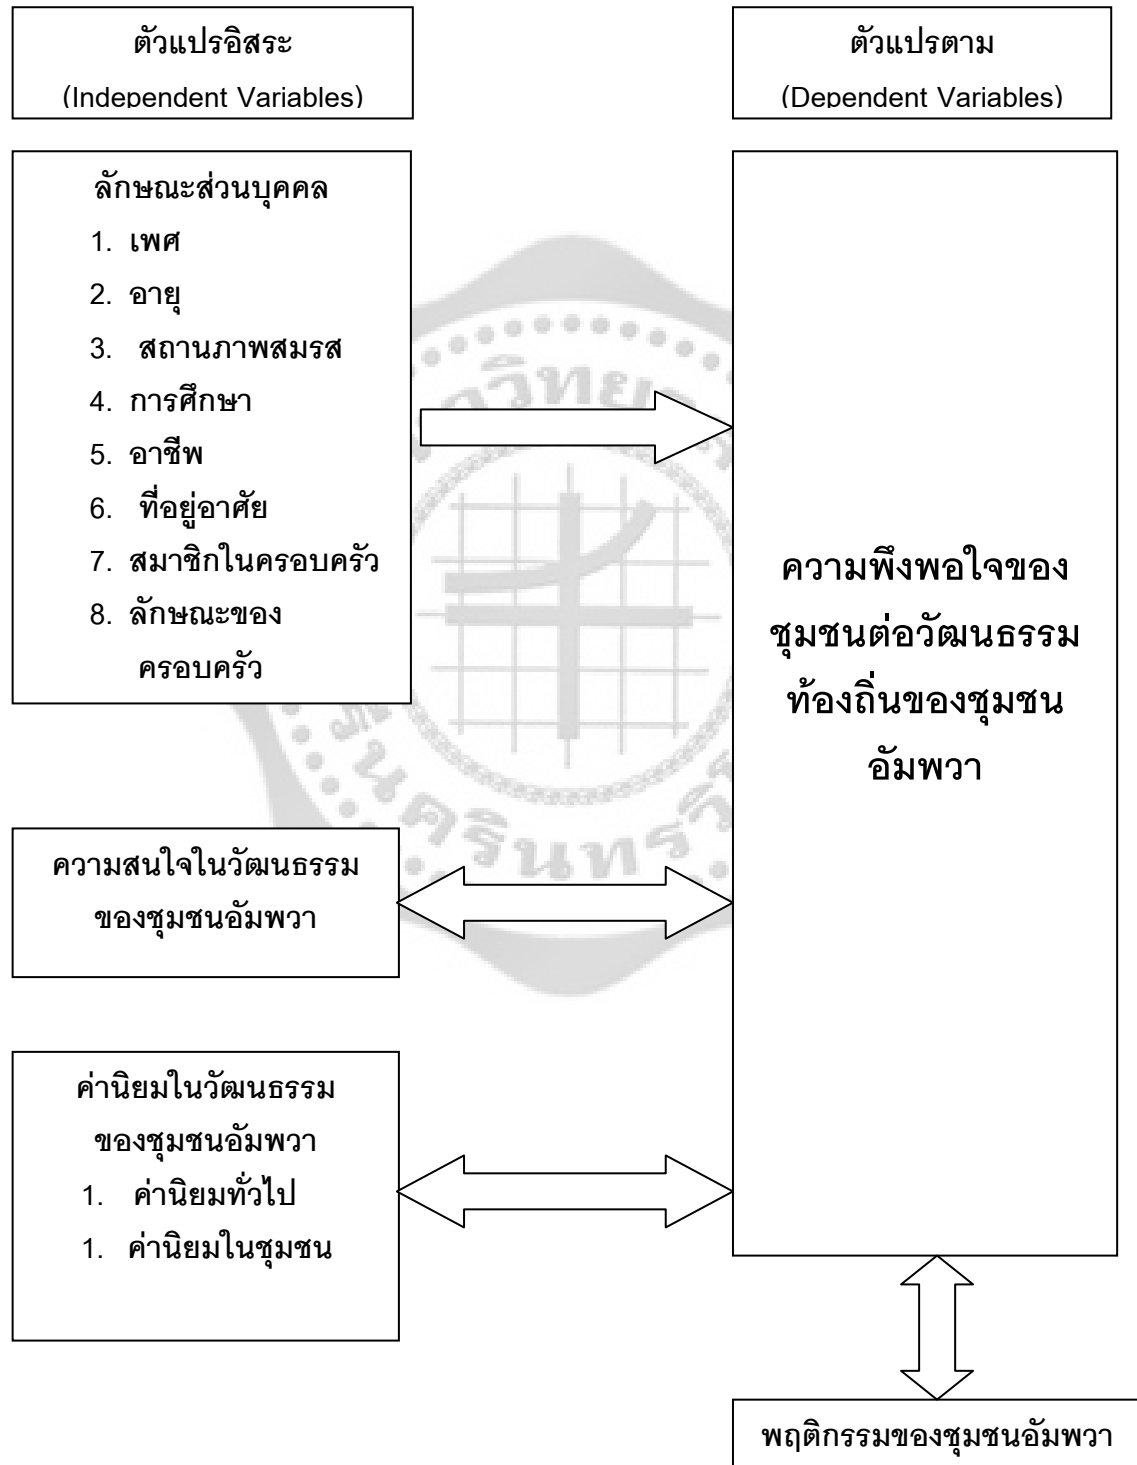 ตัวแปรอิสระ
(Independent Variables)
ตัวแปรตาม
(Dependent Variables)
ลักษณะส่วนบุคคล
1. เพศ
2. อายุ
3. สถานภาพสมรส
4. การศึกษา
5. อาชีพ
6. ที่อยู่อาศัย
7. สมาชิกในครอบครัว
8. ลักษณะของ
ครอบครัว
ความพึงพอใจของ
ชุมชนต่อวัฒนธรรม
ท้องถิ่นของชุมชน
อัมพวา
ความสนใจในวัฒนธรรม
ของชุมชนอัมพวา
ค่านิยมในวัฒนธรรม
ของชุมชนอัมพวา
1. ค่านิยมทั่วไป
1. ค่านิยมในชุมชน
พฤติกรรมของชุมชนอัมพวา